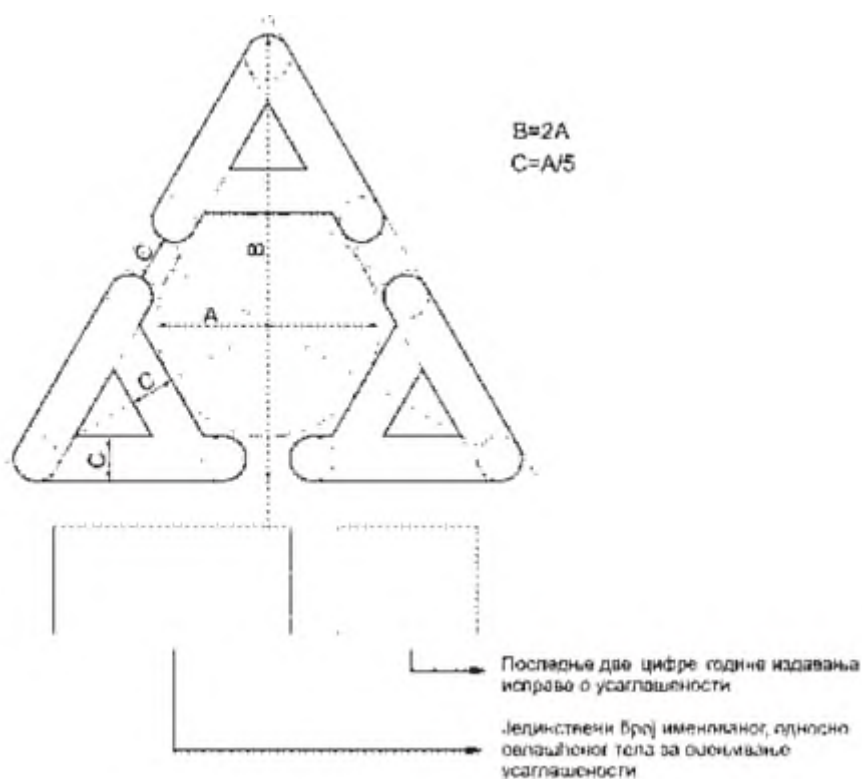 B=2A
C=A/5
C
B
A
C
C
Последње две цифре године издавања
исправе о усаглашености
Јединствени број именованог, односно
овлашћеног тела за оцењивање
усаглашености